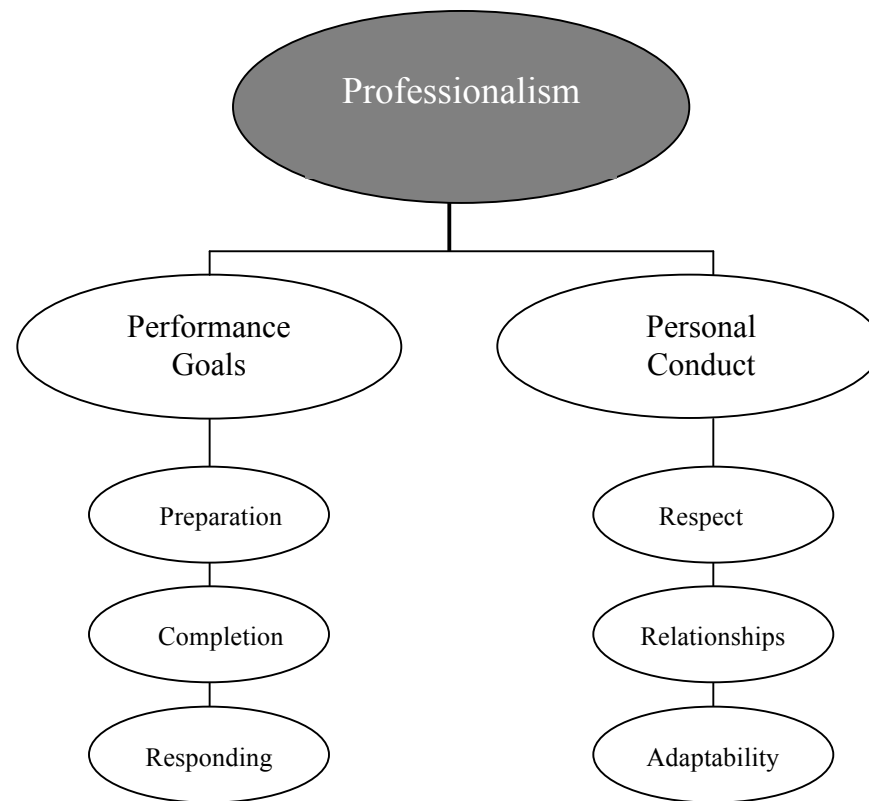 Professionalism
Performance
Goals
Personal
Conduct
Preparation
Respect
Completion
Relationships
Responding
Adaptability